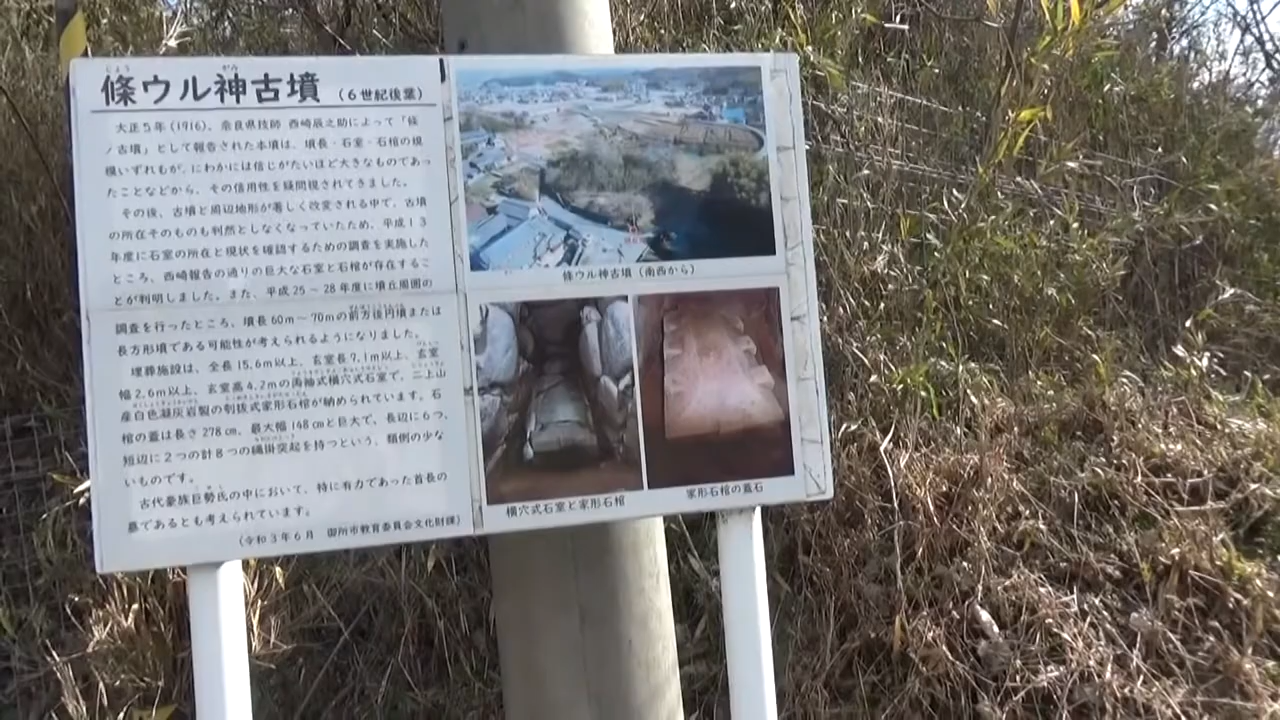 條ウル神古墳 (6世紀後葉)
じょう がみ
大正5年(1916)、奈良県技師 西崎辰之助によって「條
ノ古墳」として報告された本墳は、墳長・石室・石棺の規
模いずれもが、にわかには信じがたいほど大きなものであっ
たことなどから、その信用性を疑問視されてきました。
その後、古墳と周辺地形が著しく改変される中で、古墳
の所在そのものも判然としなくなっていたため、平成13
年度に石室の所在と現状を確認するための調査を実施した
ところ、西崎報告の通りの巨大な石室と石棺が存在するこ
とが判明しました。また、平成25~28年度に墳丘周囲の
調査を行ったところ、墳長60m~70mの前方後円墳または
長方形墳である可能性が考えられるようになりました。
埋葬施設は、全長15.6m以上、玄室長7.1m以上、玄室
幅2.6m以上、玄室高4.2mの両袖式横穴式石室で、二上山
産白色凝灰岩製の刳抜式家形石棺が納められています。石
棺の蓋は長さ278cm、最大幅148cmと巨大で、長辺に6つ、
短辺に2つの計8つの縄掛突起を持つという、類例の少な
いものです。
古代豪族巨勢氏の中において、特に有力であった首長の
墓であるとも考えられています。
(令和3年6月 御所市教育委員会文化財課)
條ウル神古墳(南西から)
横穴式石室と家形石棺
家形石棺の蓋石